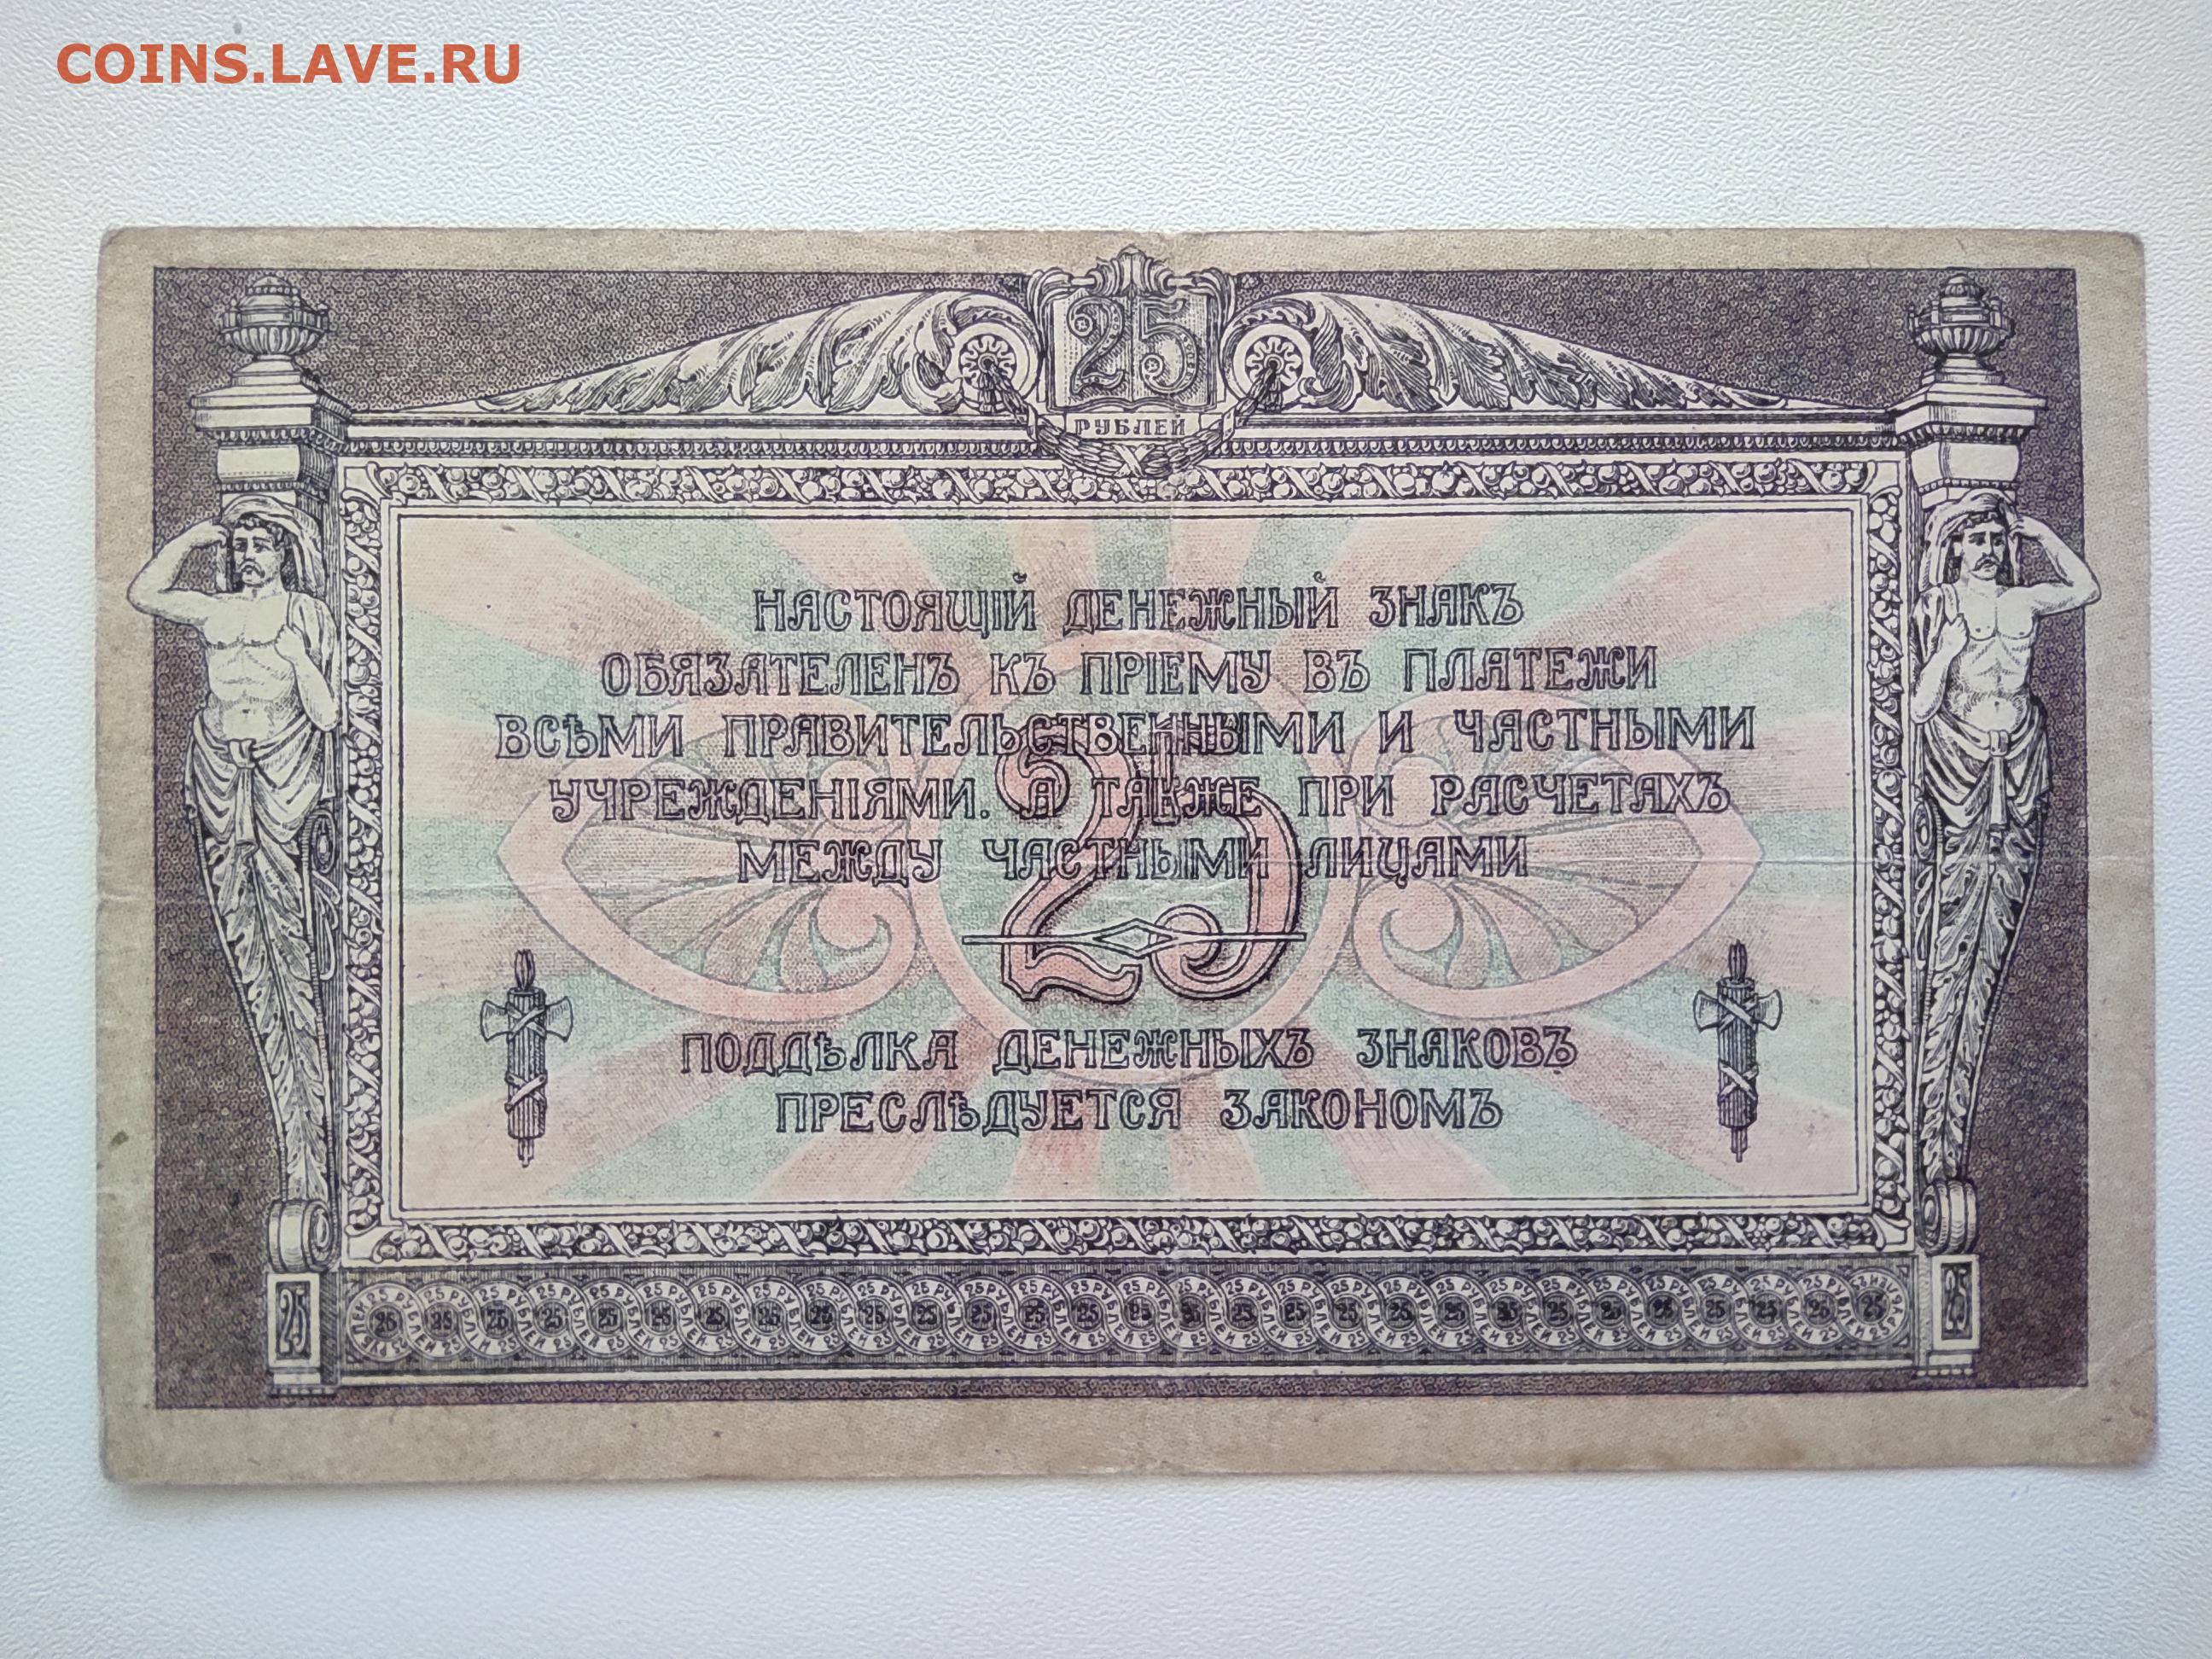 COINS.LAVE.RU
25
РУБЛЕЙ
НАСТОЯЩІЙ ДЕНЕЖНЫЙ ЗНАКЪ
ОБЯЗАТЕЛЕНЪ КЪ ПРІЕМУ ВЪ ПЛАТЕЖИ
ВСѢМИ ПРАВИТЕЛЬСТВЕННЫМИ И ЧАСТНЫМИ
УЧРЕЖДЕНІЯМИ. А ТАКЖЕ ПРИ РАСЧЕТАХЪ
МЕЖДУ ЧАСТНЫМИ ЛИЦАМИ
25
ПОДДѢЛКА ДЕНЕЖНЫХЪ ЗНАКОВЪ
ПРЕСЛѢДУЕТСЯ ЗАКОНОМЪ
25 25